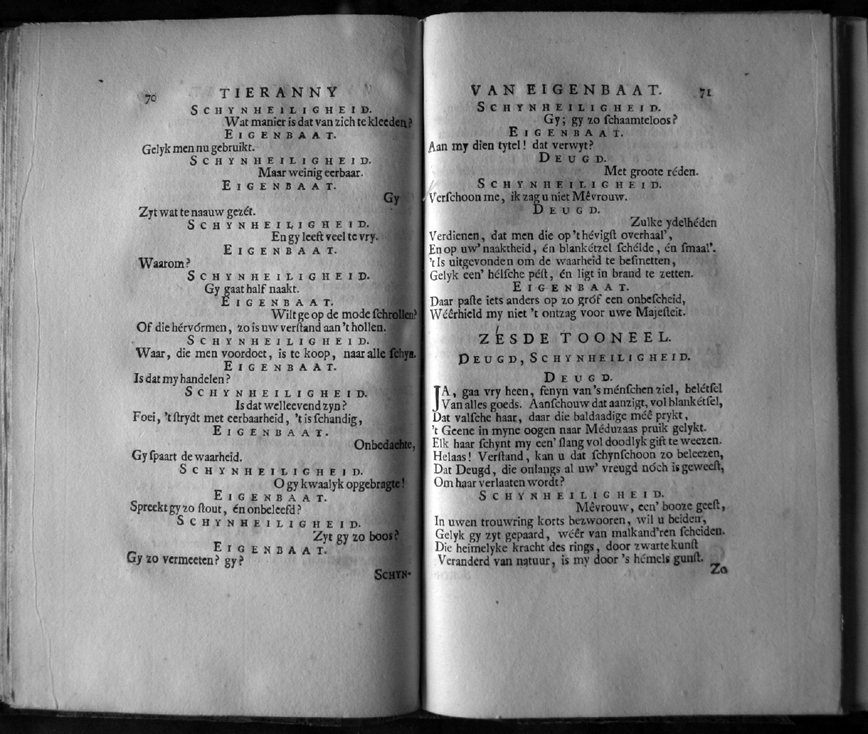 70 TIERANNY
SCHYNHEILIGHEID.
Wat manier is dat van zich te kleeden?
EIGENBAAT.
Gelyk men nu gebruikt.
SCHYNHEILIGHEID.
Maar weinig eerbaar.
EIGENBAAT.
Gy
Zyt wat te naauw gezét.
SCHYNHEILIGHEID.
En gy leeft veel te vry.
EIGENBAAT.
Waarom?
SCHYNHEILIGHEID.
Gy gaat half naakt.
EIGENBAAT.
Wilt ge op de mode ſchrollen?
Of die hérvórmen, zo is uw verſtand aan 't hollen.
SCHYNHEILIGHEID.
Waar, die men voordoet, is te koop, naar alle ſchyn.
EIGENBAAT.
Is dat my handelen?
SCHYNHEILIGHEID.
Is dat welleevend zyn?
Foei, 't ſtrydt met eerbaarheid, 't is ſchandig,
EIGENBAAT.
Onbedachte,
Gy ſpaart de waarheid.
SCHYNHEILIGHEID.
O gy kwaalyk opgebragte!
EIGENBAAT.
Spreekt gy zo ſtout, én onbeleefd?
SCHYNHEILIGHEID.
Zyt gy zo boos?
EIGENBAAT.
Gy zo vermeeten? gy?
SCHYN-
VAN EIGENBAAT. 71
SCHYNHEILIGHEID.
Gy; gy zo ſchaamteloos?
EIGENBAAT.
Aan my dien tytel! dat verwyt?
DEUGD.
Met groote réden.
SCHYNHEILIGHEID.
Verſchoon me, ik zag u niet Mêvrouw.
DEUGD.
Zulke ydelhéden
Verdienen, dat men die op 't hévigſt overhaal',
En op uw' naaktheid, én blankétzel ſchélde, én ſmaal'.
't Is uitgevonden om de waarheid te beſmetten,
Gelyk een' hélſche péſt, én ligt in brand te zetten.
EIGENBAAT.
Daar paſte iets anders op zo gróf een onbeſcheid,
Wéérhield my niet 't ontzag voor uwe Majeſteit.
ZÉSDE TOONEEL.
DEUGD, SCHYNHEILIGHEID.
DEUGD.
JA, gaa vry heen, fenyn van 's ménſchen ziel, belétſel
Van alles goeds. Aanſchouw dat aanzigt, vol blankétſel,
Dat valſche haar, daar die baldaadige méê prykt,
't Geene in myne oogen naar Méduzaas pruik gelykt.
Elk haar ſchynt my een' ſlang vol doodlyk gift te weezen.
Helaas! Verſtand, kan u dat ſchynſchoon zo beleezen,
Dat Deugd, die onlangs al uw' vreugd nóch is geweeſt,
Om haar verlaaten wordt?
SCHYNHEILIGHEID.
Mêvrouw, een' booze geeſt,
In uwen trouwring korts bezwooren, wil u beiden,
Gelyk gy zyt gepaard, wéér van malkand'ren ſcheiden.
Die heimelyke kracht des rings, door zwarte kunſt
Veranderd van natuur, is my door 's hémels gunſt.
Zo